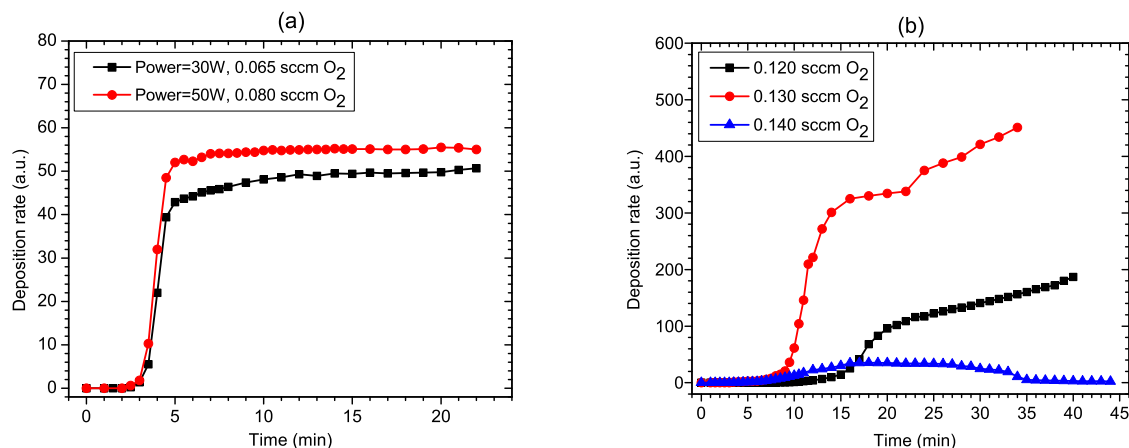 (a)
80
70
60
50
40
30
20
10
0
Deposition rate (a.u.)
Power=30W, 0.065 sccm O2
Power=50W, 0.080 sccm O2
0 5 10 15 20
Time (min)
(b)
600
500
400
300
200
100
0
Deposition rate (a.u.)
0.120 sccm O2
0.130 sccm O2
0.140 sccm O2
0 5 10 15 20 25 30 35 40 45
Time (min)